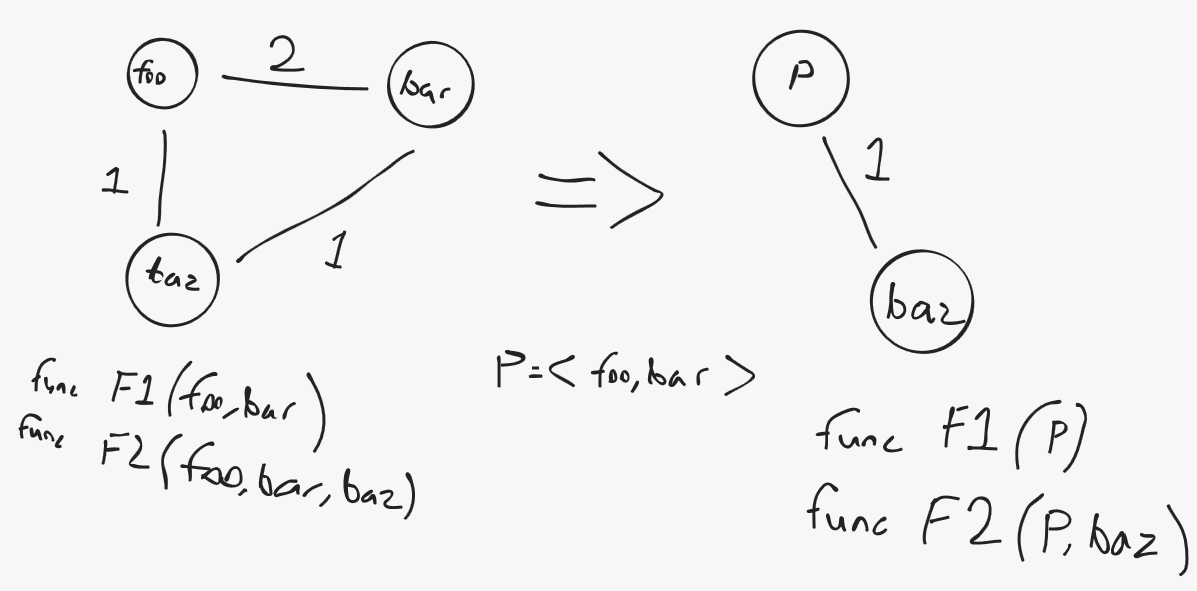 foo
2
bar
1
taz
1
func F1(foo,bar)
func F2(foo,bar,baz)
P=<foo,bar>
P
1
baz
func F1(P)
func F2(P,baz)